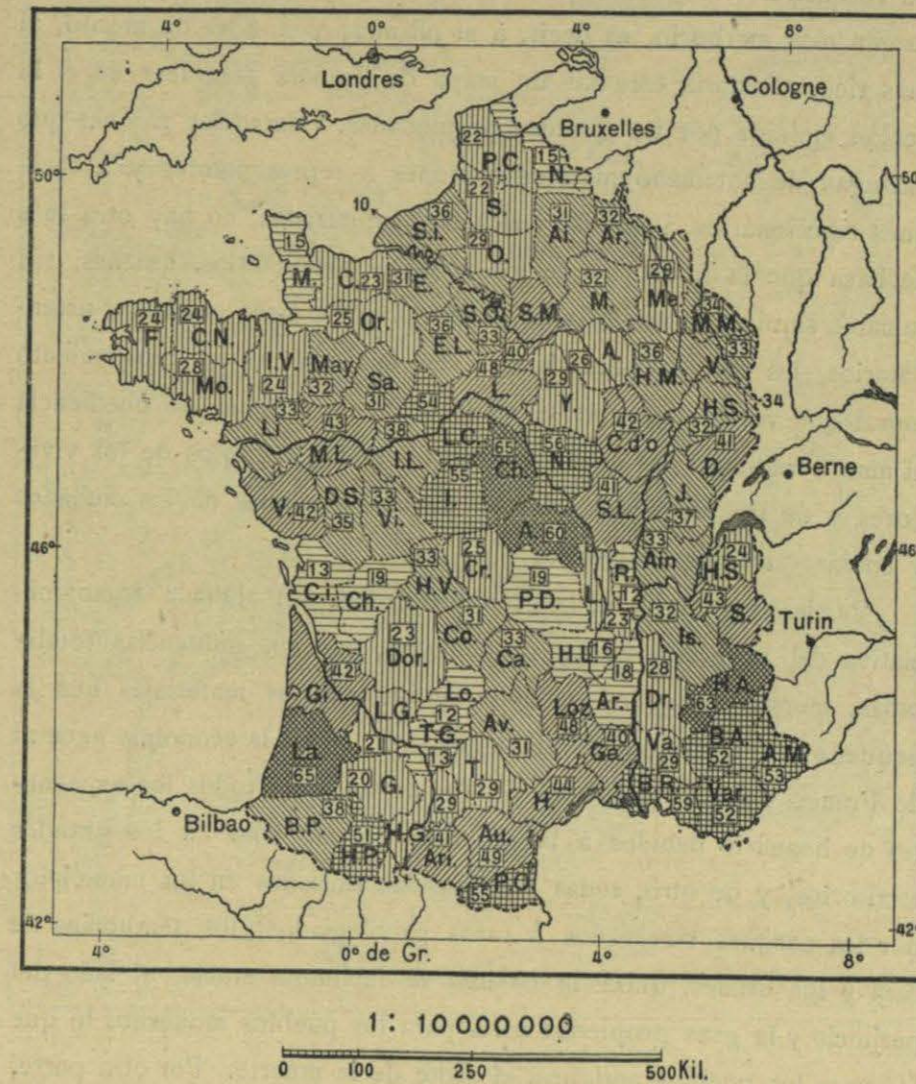 4° 0° 4° 8°
Londres Cologne
Bruxelles
50° 50°
22 P.C. 15 N.
10 36 S.i. 22 S. 31 Ai. 32 Ar.
29 O.
15 M. C. 23 31 E. 32 M. 29 Me.
S.O. S.M. 34 M.M.
24 F. 24 C.N. 25 Or. 36 E.L. 33 40 26 A. 36 H.M. V. 33
28 Mo. I.V. 24 May. 32 Sa. 31 48 L. 29 Y. H.S. 34
33 Li 43 38 54 L.C. 42 C.d'o 32 41 D.
M.L. I.L. 65 Ch. 56 Ni. Berne
V. 42 D.S. 35 33 Vi. 55 I. 41 S.L. J. 37
46° A. 60 46°
13 C.i. 19 Ch. 33 H.V. 25 Cr. 19 P.D. L. R. 12 33 Ain 24 H.S.
43 S. Turin
23 Dor. Co. 31 33 Ca. 23 H.L. 16 32 Is.
42 Gi. Lo. 18 Ar. 28 Dr. H.A. 63
L.G. 12 T.G. Av. 31 Loz 48 B.A. 52
La 65 21 13 Ga. 40 Va. 29 A.M. 53
20 G. T. 29 H. 44 B.R. 59 Var. 52
Bilbao B.P. 38 29
51 H.P. H.G. 41 Ari. Au. 49
55 P.O.
42° 42°
4° 0° de Gr. 4° 8°
1: 10 000 000
0 100 250 500 Kil.